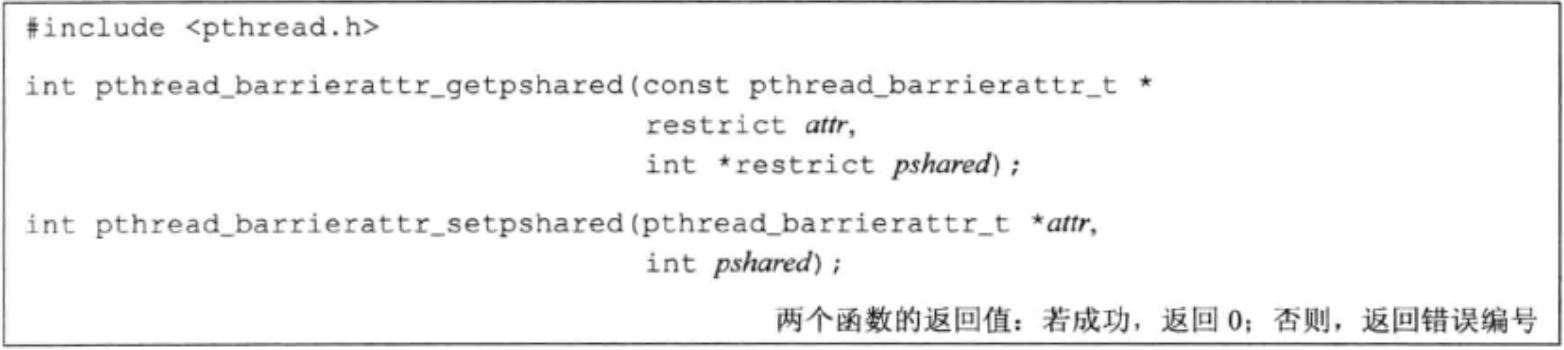 #include <pthread.h>
int pthread_barrierattr_getpshared(const pthread_barrierattr_t *
restrict attr,
int *restrict pshared);
int pthread_barrierattr_setpshared(pthread_barrierattr_t *attr,
int pshared);
两个函数的返回值：若成功，返回 0；否则，返回错误编号